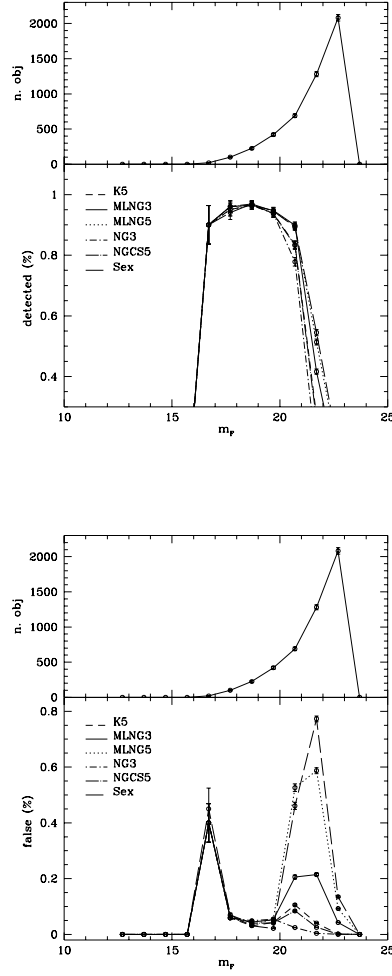 2000
1500
1000
500
0
n. obj
1
0.8
0.6
0.4
detected (%)
K5
MLNG3
MLNG5
NG3
NGCS5
Sex
10 15 20 25
m_F
2000
1500
1000
500
0
n. obj
0.8
0.6
0.4
0.2
0
false (%)
K5
MLNG3
MLNG5
NG3
NGCS5
Sex
10 15 20 25
m_F